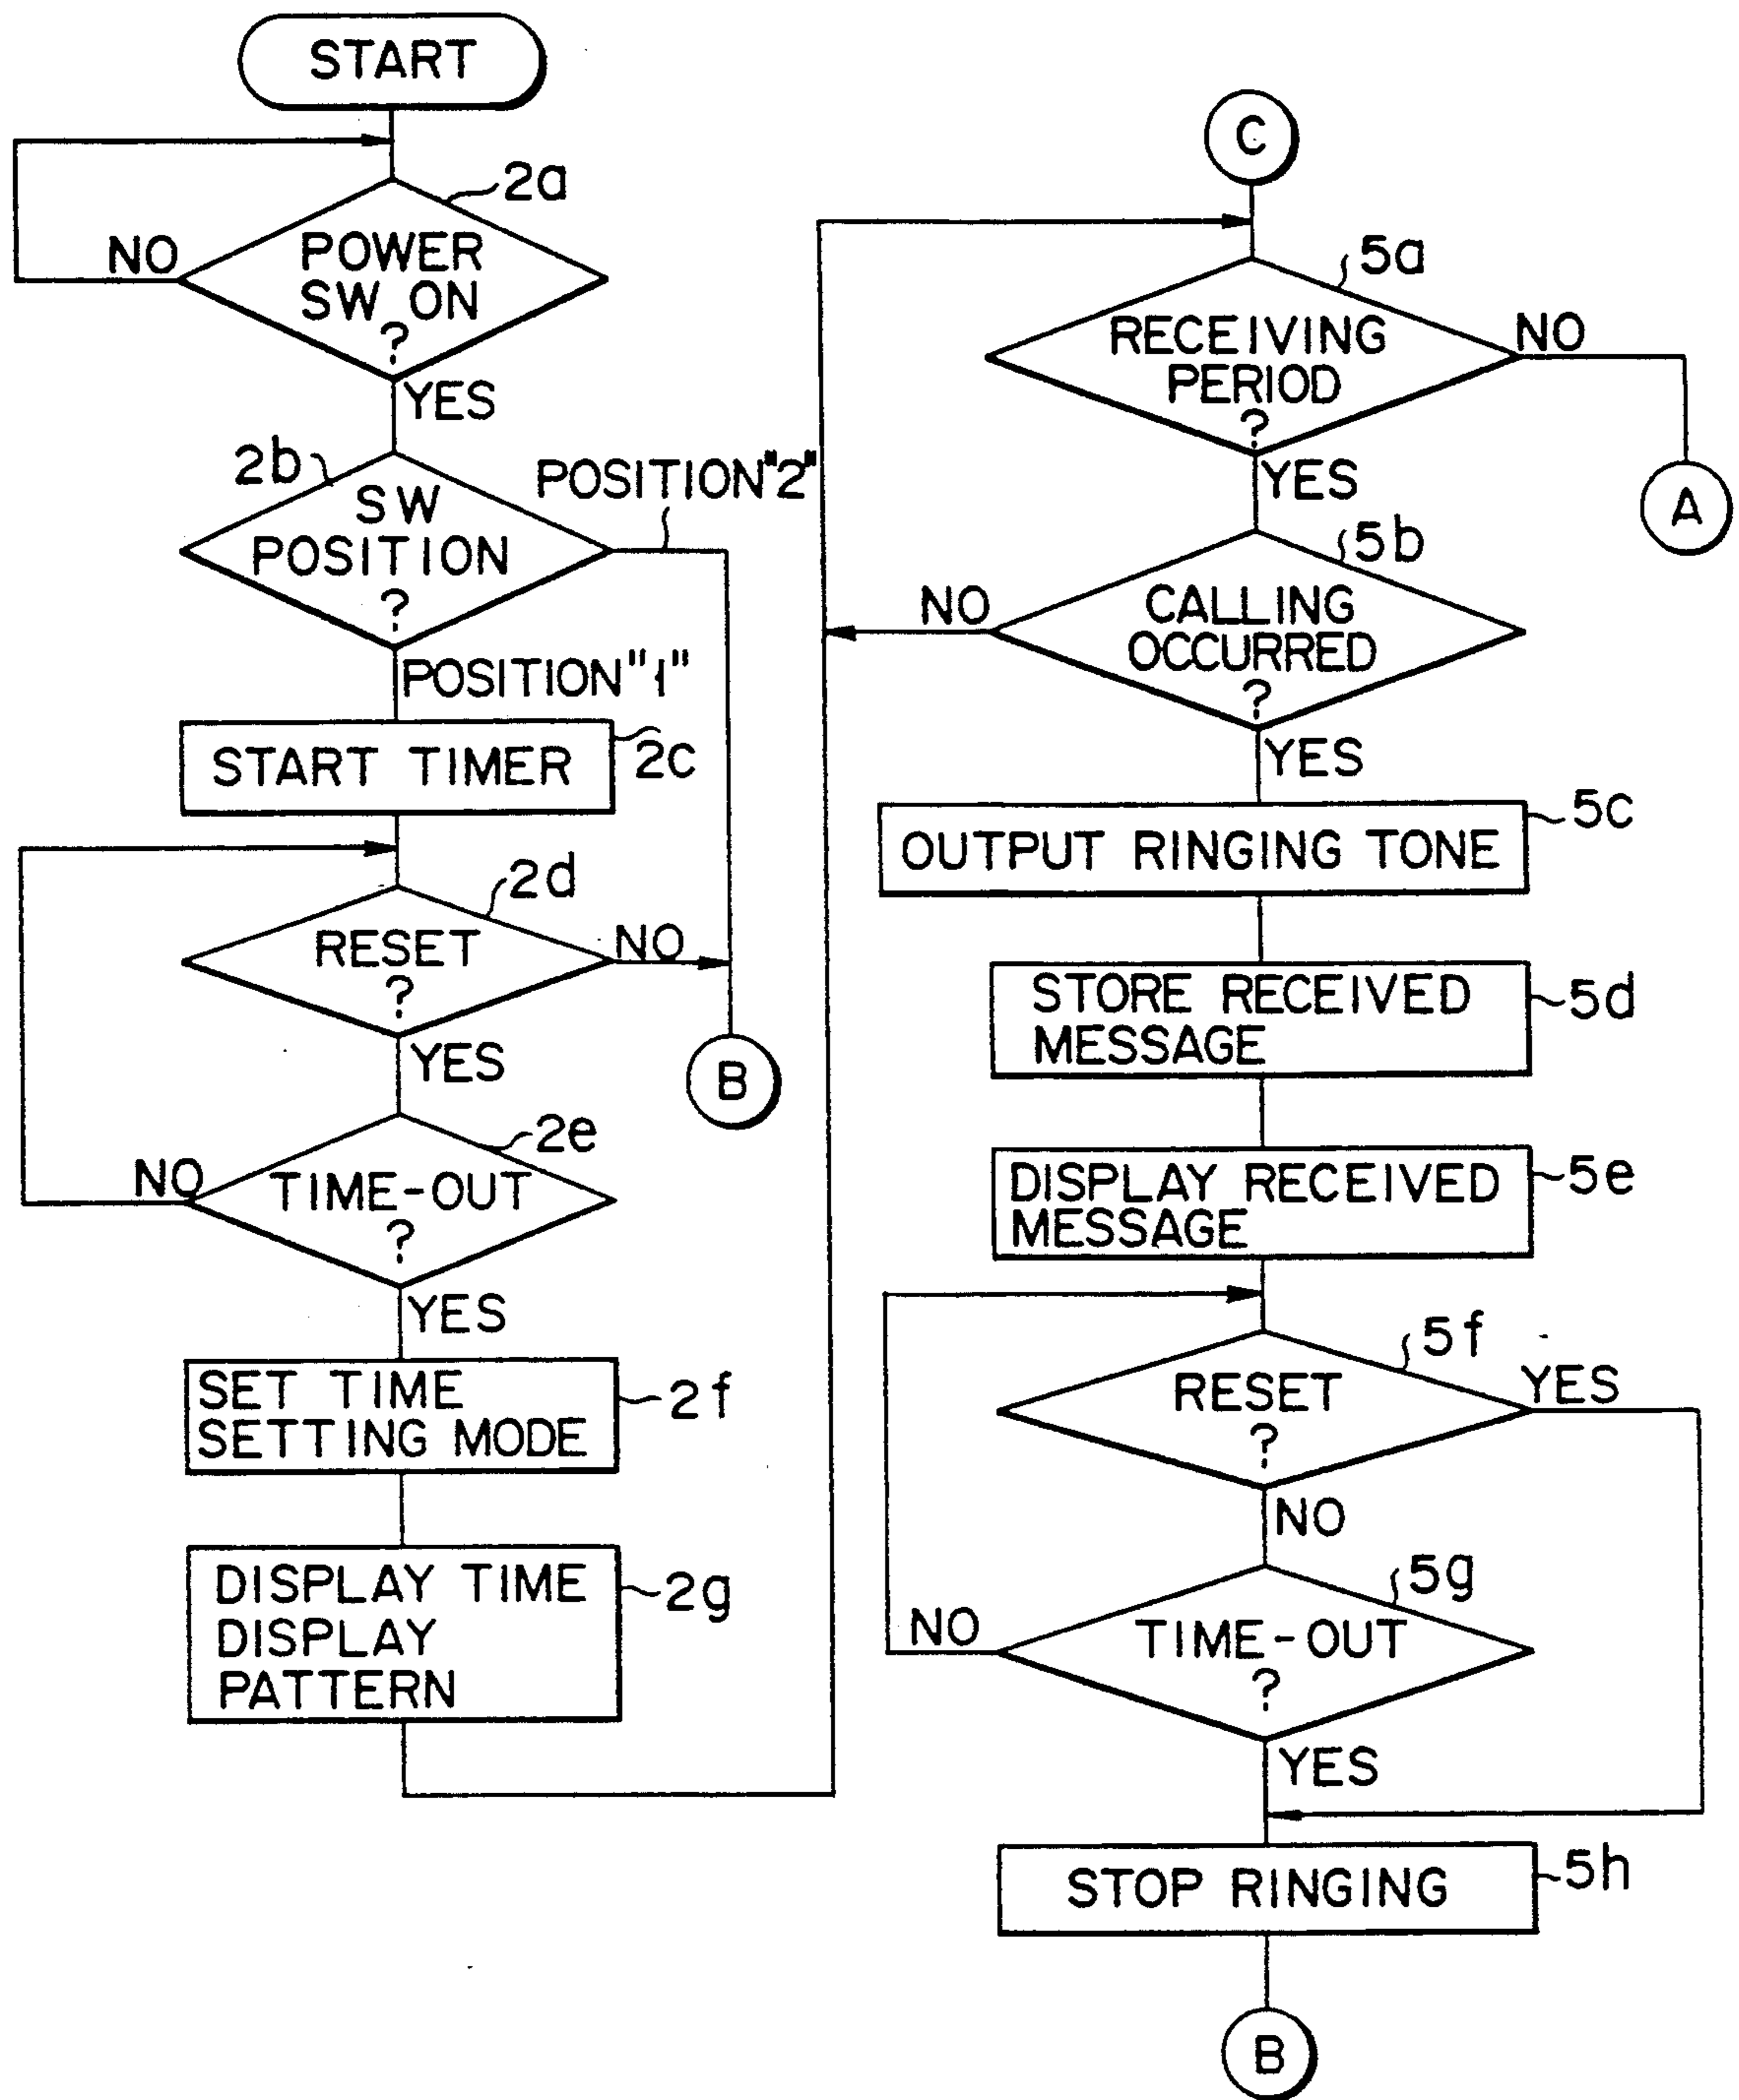 START
2a
NO
POWER
SW ON
?
YES
2b
POSITION"2"
SW
POSITION
?
POSITION"1"
START TIMER
2c
2d
RESET
?
NO
YES
B
2e
NO
TIME-OUT
?
YES
SET TIME
SETTING MODE
2f
DISPLAY TIME
DISPLAY
PATTERN
2g
C
5a
RECEIVING
PERIOD
?
NO
YES
A
5b
NO
CALLING
OCCURRED
?
YES
5c
OUTPUT RINGING TONE
STORE RECEIVED
MESSAGE
5d
DISPLAY RECEIVED
MESSAGE
5e
5f
RESET
?
YES
NO
5g
NO
TIME-OUT
?
YES
STOP RINGING
5h
B